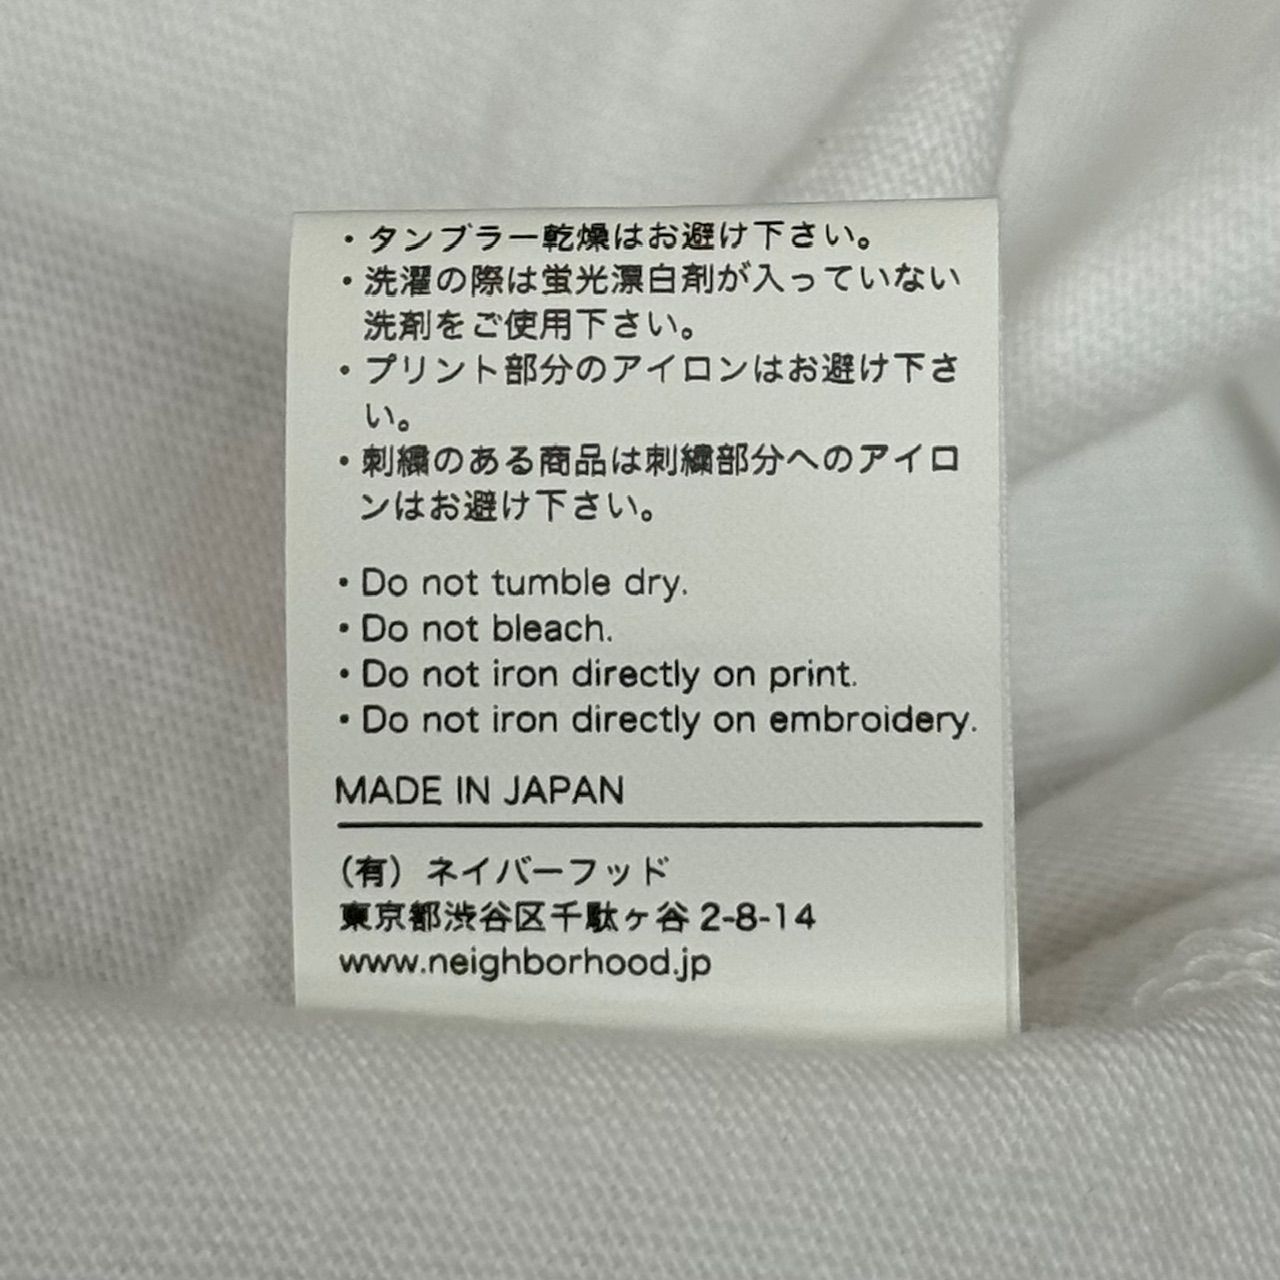 ・タンブラー乾燥はお避け下さい。
・洗濯の際は蛍光漂白剤が入っていない
洗剤をご使用下さい。
・プリント部分のアイロンはお避け下さ
い。
・刺繍のある商品は刺繍部分へのアイロ
ンはお避け下さい。
・Do not tumble dry.
・Do not bleach.
・Do not iron directly on print.
・Do not iron directly on embroidery.
MADE IN JAPAN
（有）ネイバーフッド
東京都渋谷区千駄ヶ谷 2-8-14
www.neighborhood.jp